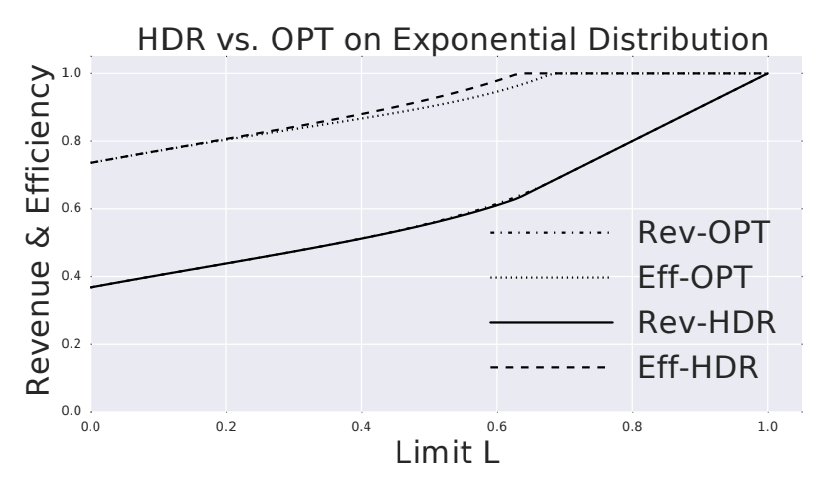 HDR vs. OPT on Exponential Distribution
Revenue & Efficiency
1.0
0.8
0.6
0.4
0.2
0.0
Rev-OPT
Eff-OPT
Rev-HDR
Eff-HDR
0.0 0.2 0.4 0.6 0.8 1.0
Limit L